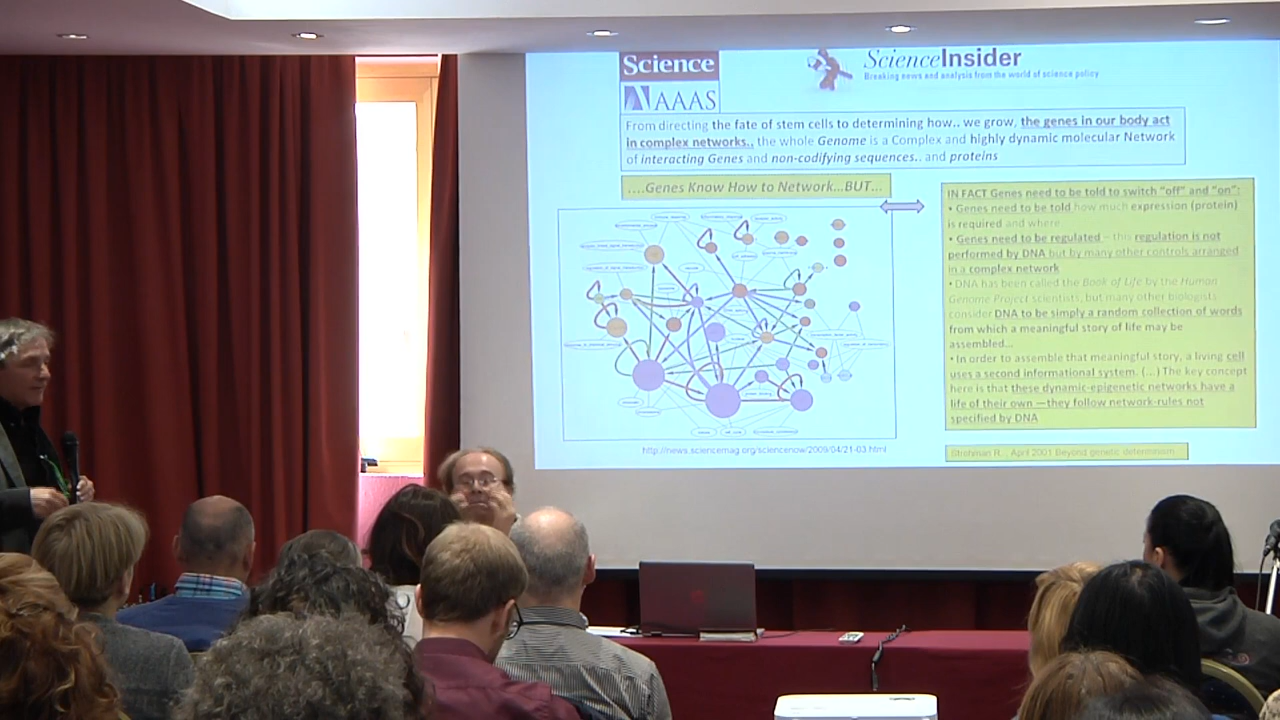 Science
AAAS
ScienceInsider
Breaking news and analysis from the world of science policy
From directing the fate of stem cells to determining how.. we grow, the genes in our body act
in complex networks., the whole Genome is a Complex and highly dynamic molecular Network
of interacting Genes and non-codifying sequences.. and proteins
....Genes Know How to Network...BUT...
IN FACT Genes need to be told to switch "off" and "on":
• Genes need to be told how much expression (protein)
is required and where
• Genes need to be regulated – this regulation is not
performed by DNA but by many other controls arranged
in a complex network
• DNA has been called the Book of Life by the Human
Genome Project scientists, but many other biologists
consider DNA to be simply a random collection of words
from which a meaningful story of life may be
assembled...
• In order to assemble that meaningful story, a living cell
uses a second informational system. (...) The key concept
here is that these dynamic-epigenetic networks have a
life of their own —they follow network-rules not
specified by DNA
http://news.sciencemag.org/sciencenow/2009/04/21-03.html
Strohman R., April 2001 Beyond genetic determinism